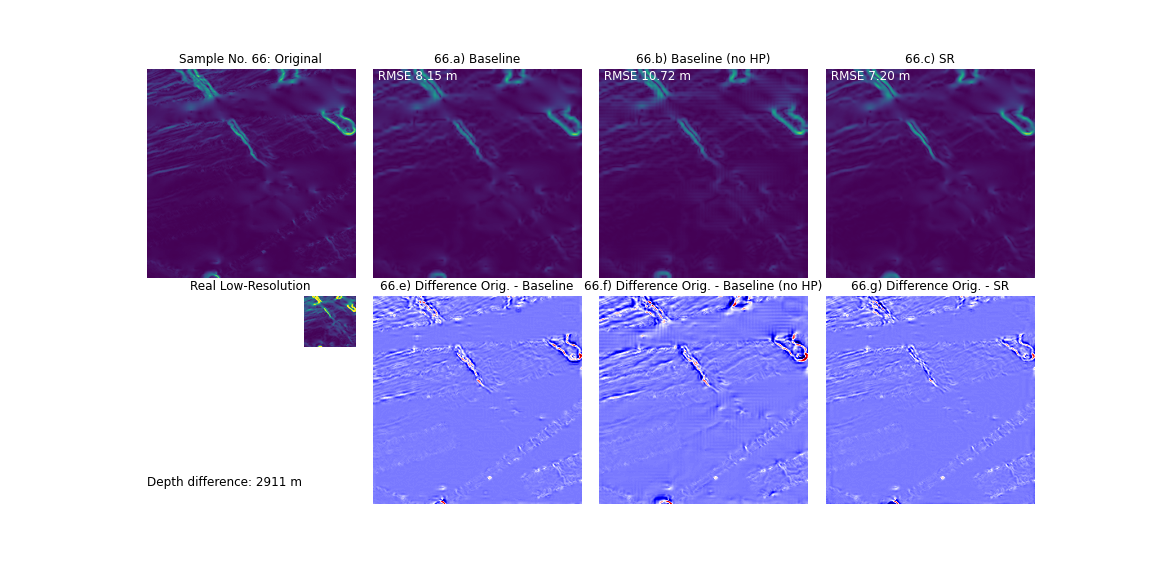 Sample No. 66: Original
66.a) Baseline
66.b) Baseline (no HP)
66.c) SR
RMSE 8.15 m
RMSE 10.72 m
RMSE 7.20 m
Real Low-Resolution
66.e) Difference Orig. - Baseline
66.f) Difference Orig. - Baseline (no HP)
66.g) Difference Orig. - SR
Depth difference: 2911 m